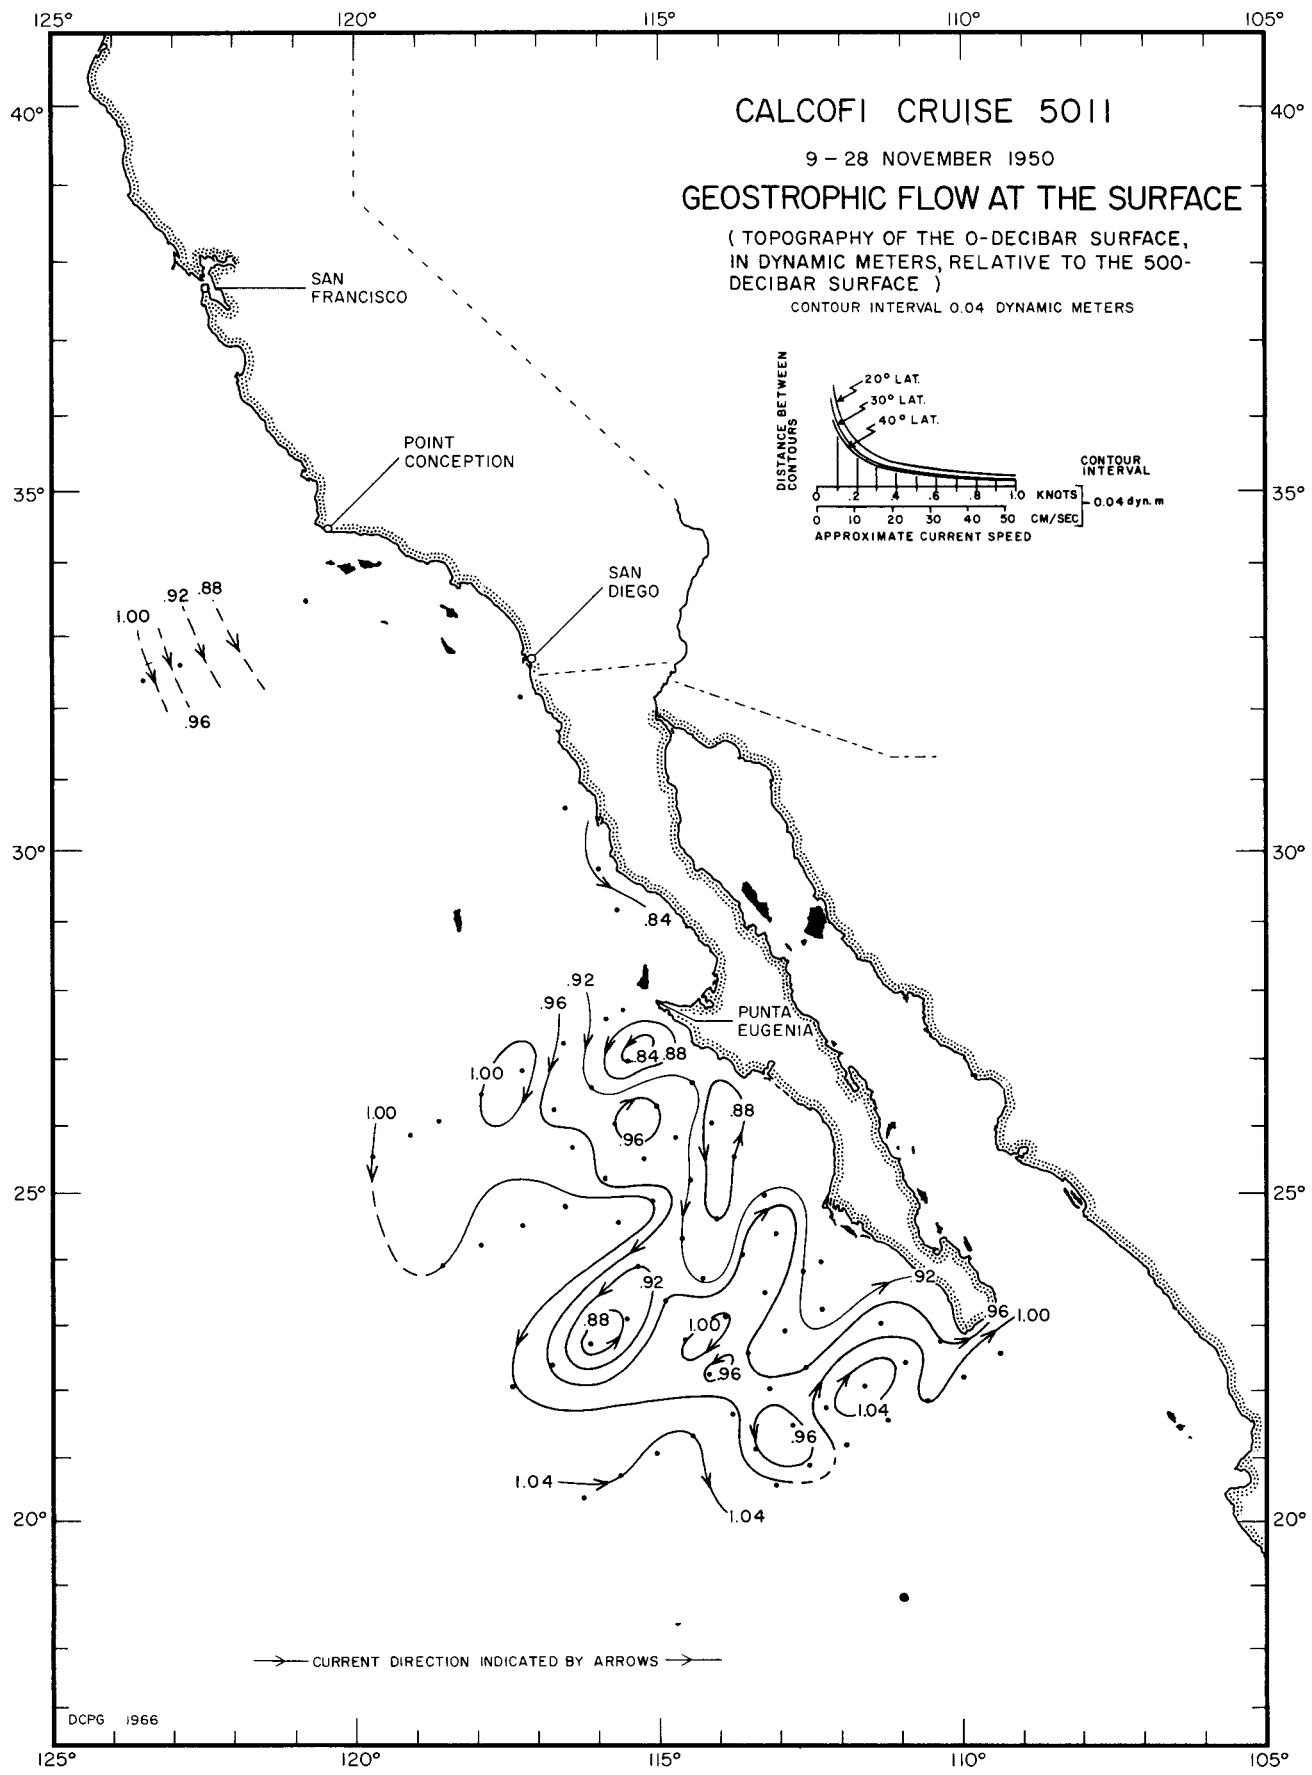 125° 120° 115° 110° 105°
40° 40°
CALCOFI CRUISE 5011
9–28 NOVEMBER 1950
GEOSTROPHIC FLOW AT THE SURFACE
( TOPOGRAPHY OF THE 0-DECIBAR SURFACE,
IN DYNAMIC METERS, RELATIVE TO THE 500-
DECIBAR SURFACE )
CONTOUR INTERVAL 0.04 DYNAMIC METERS
SAN
FRANCISCO
DISTANCE BETWEEN
CONTOURS
20° LAT.
30° LAT.
40° LAT.
CONTOUR
INTERVAL
0 .2 .4 .6 .8 1.0 KNOTS
0.04 dyn. m
0 10 20 30 40 50 CM/SEC
APPROXIMATE CURRENT SPEED
POINT
CONCEPTION
35° 35°
SAN
DIEGO
1.00 .92 .88
.96
30° 30°
.84
.92
.96
PUNTA
EUGENIA
.84 .88
1.00
1.00
.88
.96
25° 25°
.92
.92
.88
1.00
.96
1.00
.96
1.04
.96
1.04
1.04
20° 20°
CURRENT DIRECTION INDICATED BY ARROWS
DCPG 1966
125° 120° 115° 110° 105°